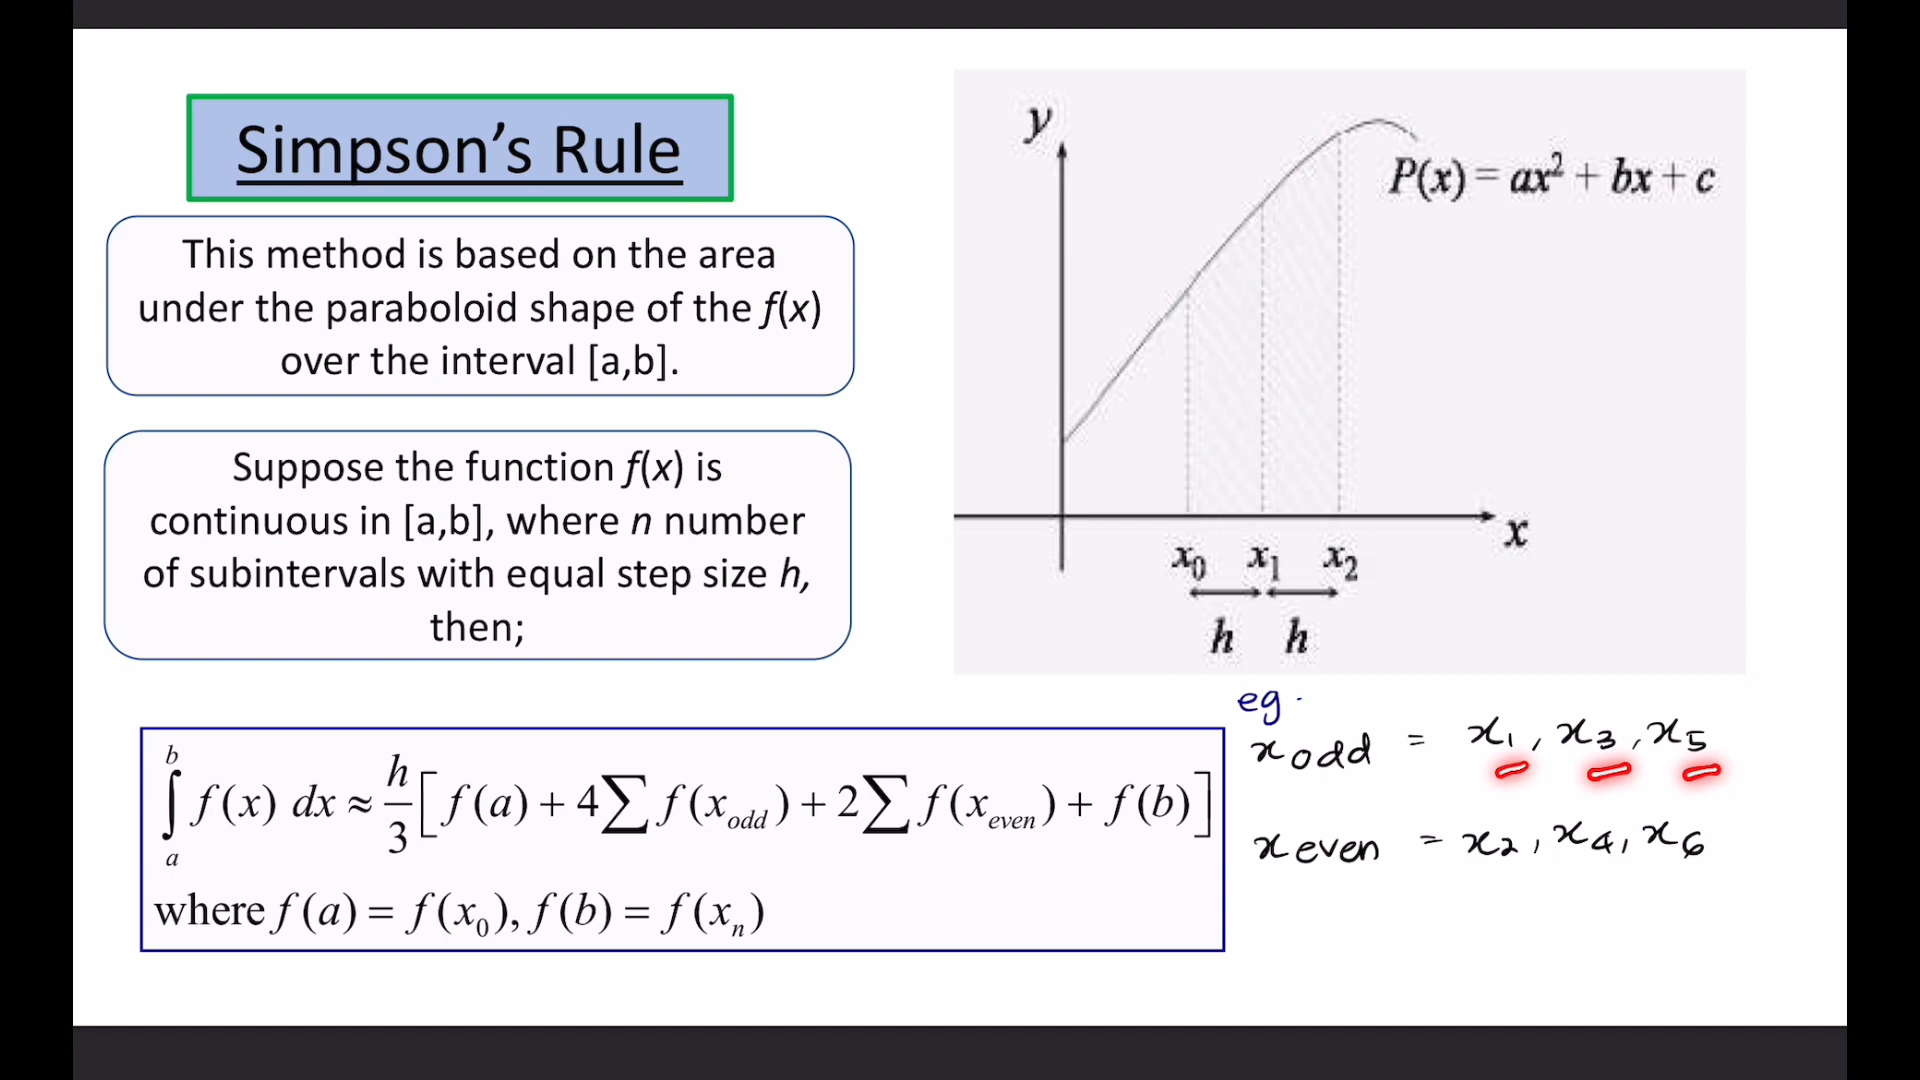 Simpson's Rule
This method is based on the area
under the paraboloid shape of the f(x)
over the interval [a,b].
Suppose the function f(x) is
continuous in [a,b], where n number
of subintervals with equal step size h,
then;
y
P(x) = ax² + bx + c
x
x₀ x₁ x₂
h h
∫ₐᵇ f(x) dx ≈ h/3 [ f(a) + 4∑ f(x_odd) + 2∑ f(x_even) + f(b) ]
where f(a) = f(x₀), f(b) = f(xₙ)
eg.
x odd = x₁, x₃, x₅
x even = x₂, x₄, x₆